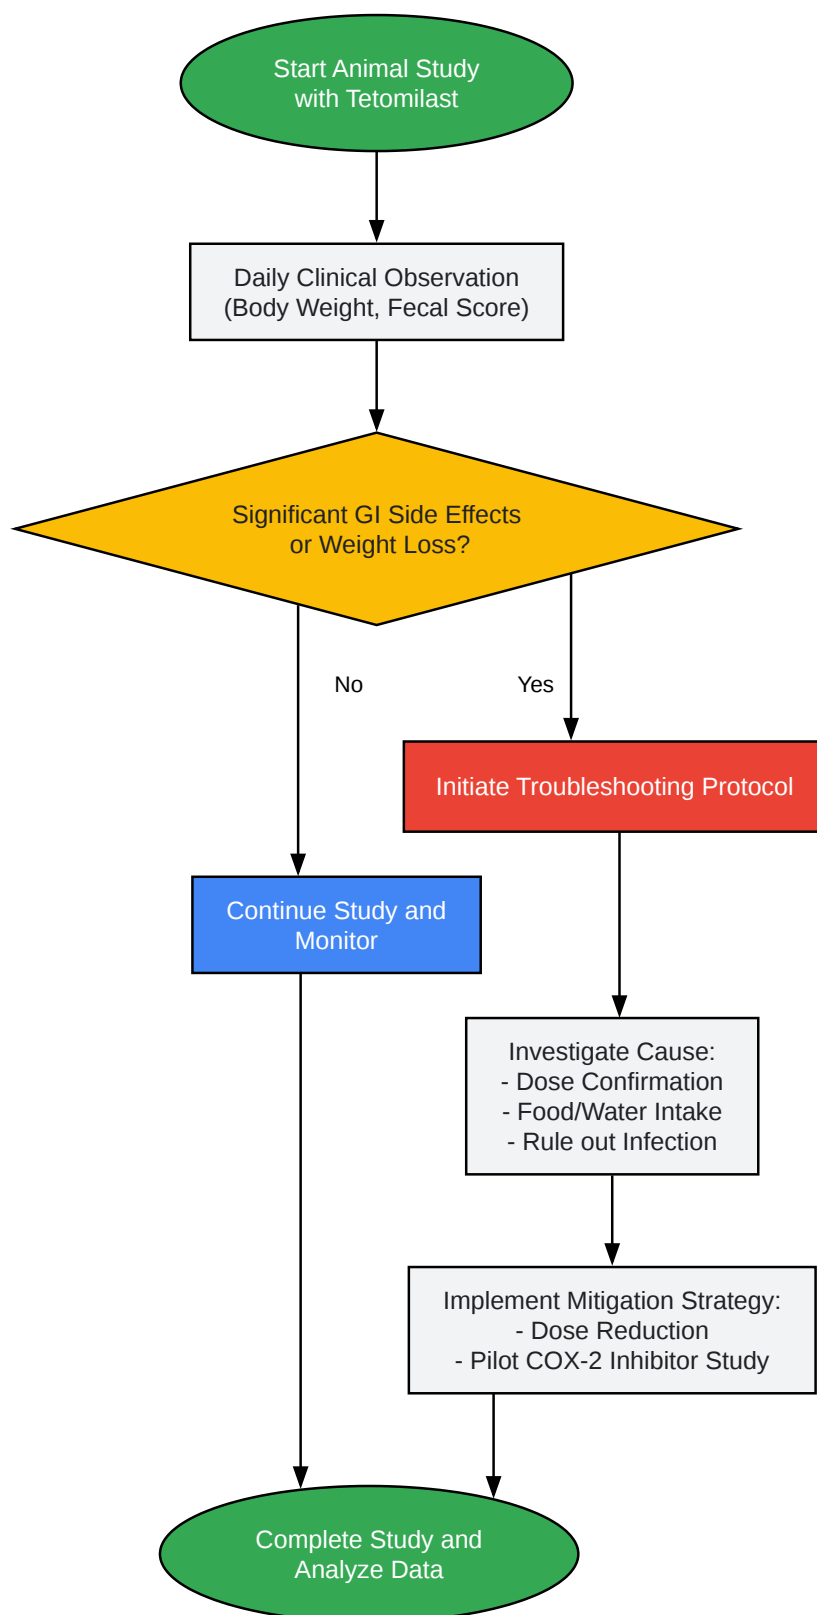 Start Animal Study
with Tetomilast
Daily Clinical Observation
(Body Weight, Fecal Score)
Significant GI Side Effects
or Weight Loss?
No
Yes
Initiate Troubleshooting Protocol
Continue Study and
Monitor
Investigate Cause:
- Dose Confirmation
- Food/Water Intake
- Rule out Infection
Implement Mitigation Strategy:
- Dose Reduction
- Pilot COX-2 Inhibitor Study
Complete Study and
Analyze Data